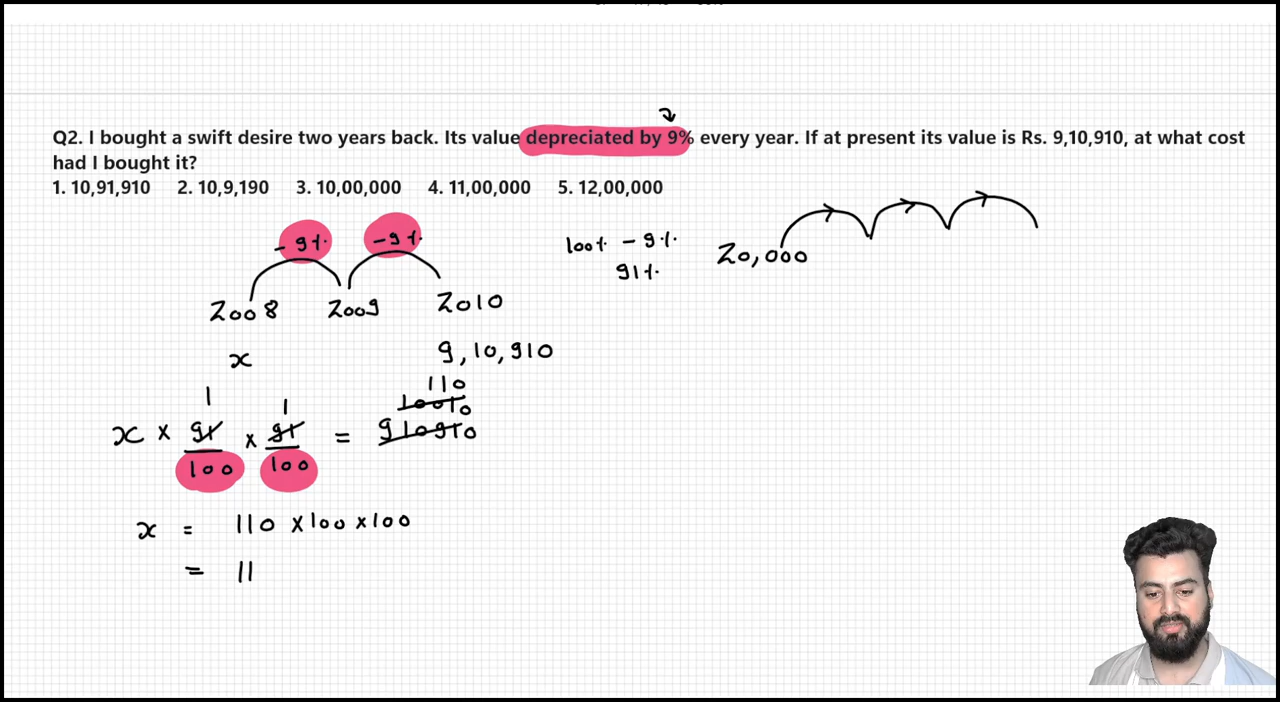 Q2. I bought a swift desire two years back. Its value depreciated by 9% every year. If at present its value is Rs. 9,10,910, at what cost
had I bought it?
1. 10,91,910 2. 10,9,190 3. 10,00,000 4. 11,00,000 5. 12,00,000
- 9% - 9%
100% - 9%
91%
20,000
2008 2009 2010
x 9,10,910
110
1 1 10010
x × 91 × 91 = 910910
100 100
x = 110 × 100 × 100
= 11